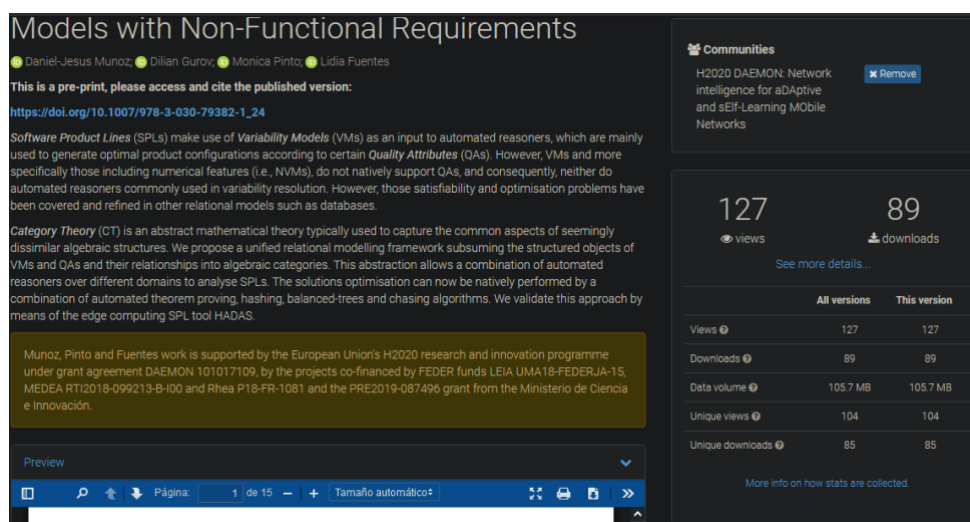 Models with Non-Functional Requirements
Daniel-Jesus Munoz; Dilian Gurov; Monica Pinto; Lidia Fuentes
This is a pre-print, please access and cite the published version:
https://doi.org/10.1007/978-3-030-79382-1_24
Software Product Lines (SPLs) make use of Variability Models (VMs) as an input to automated reasoners, which are mainly
used to generate optimal product configurations according to certain Quality Attributes (QAs). However, VMs and more
specifically those including numerical features (i.e., NVMs), do not natively support QAs, and consequently, neither do
automated reasoners commonly used in variability resolution. However, those satisfiability and optimisation problems have
been covered and refined in other relational models such as databases.
Category Theory (CT) is an abstract mathematical theory typically used to capture the common aspects of seemingly
dissimilar algebraic structures. We propose a unified relational modelling framework subsuming the structured objects of
VMs and QAs and their relationships into algebraic categories. This abstraction allows a combination of automated
reasoners over different domains to analyse SPLs. The solutions optimisation can now be natively performed by a
combination of automated theorem proving, hashing, balanced-trees and chasing algorithms. We validate this approach by
means of the edge computing SPL tool HADAS.
Munoz, Pinto and Fuentes work is supported by the European Union's H2020 research and innovation programme
under grant agreement DAEMON 101017109, by the projects co-financed by FEDER funds LEIA UMA18-FEDERJA-15,
MEDEA RTI2018-099213-B-I00 and Rhea P18-FR-1081 and the PRE2019-087496 grant from the Ministerio de Ciencia
e Innovación.
Preview
Página: 1 de 15 Tamaño automático
Communities
H2020 DAEMON: Network
intelligence for aDAptive
and sElf-Learning MObile
Networks
Remove
127 89
views downloads
See more details...
All versions This version
Views 127 127
Downloads 89 89
Data volume 105.7 MB 105.7 MB
Unique views 104 104
Unique downloads 85 85
More info on how stats are collected.